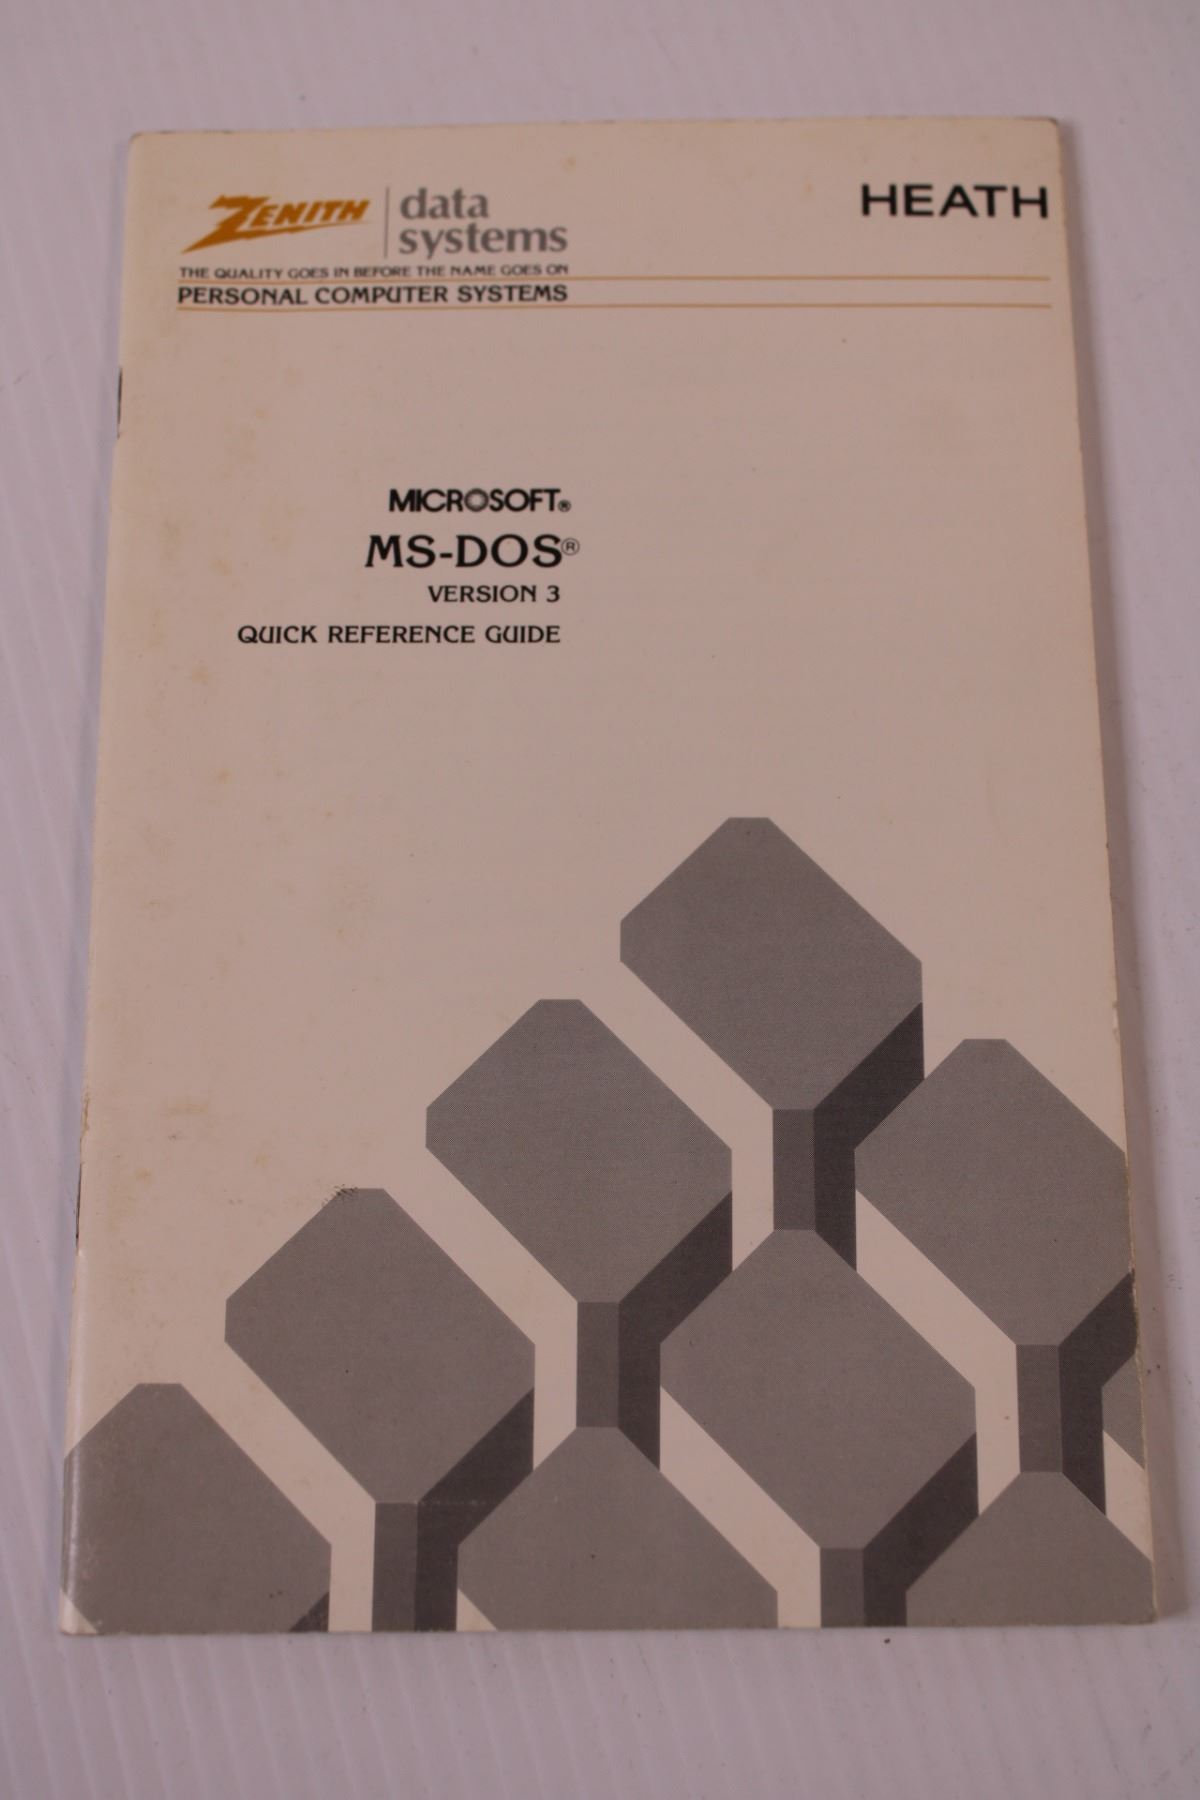 ZENITH data systems
HEATH
THE QUALITY GOES IN BEFORE THE NAME GOES ON
PERSONAL COMPUTER SYSTEMS
MICROSOFT®
MS-DOS®
VERSION 3
QUICK REFERENCE GUIDE